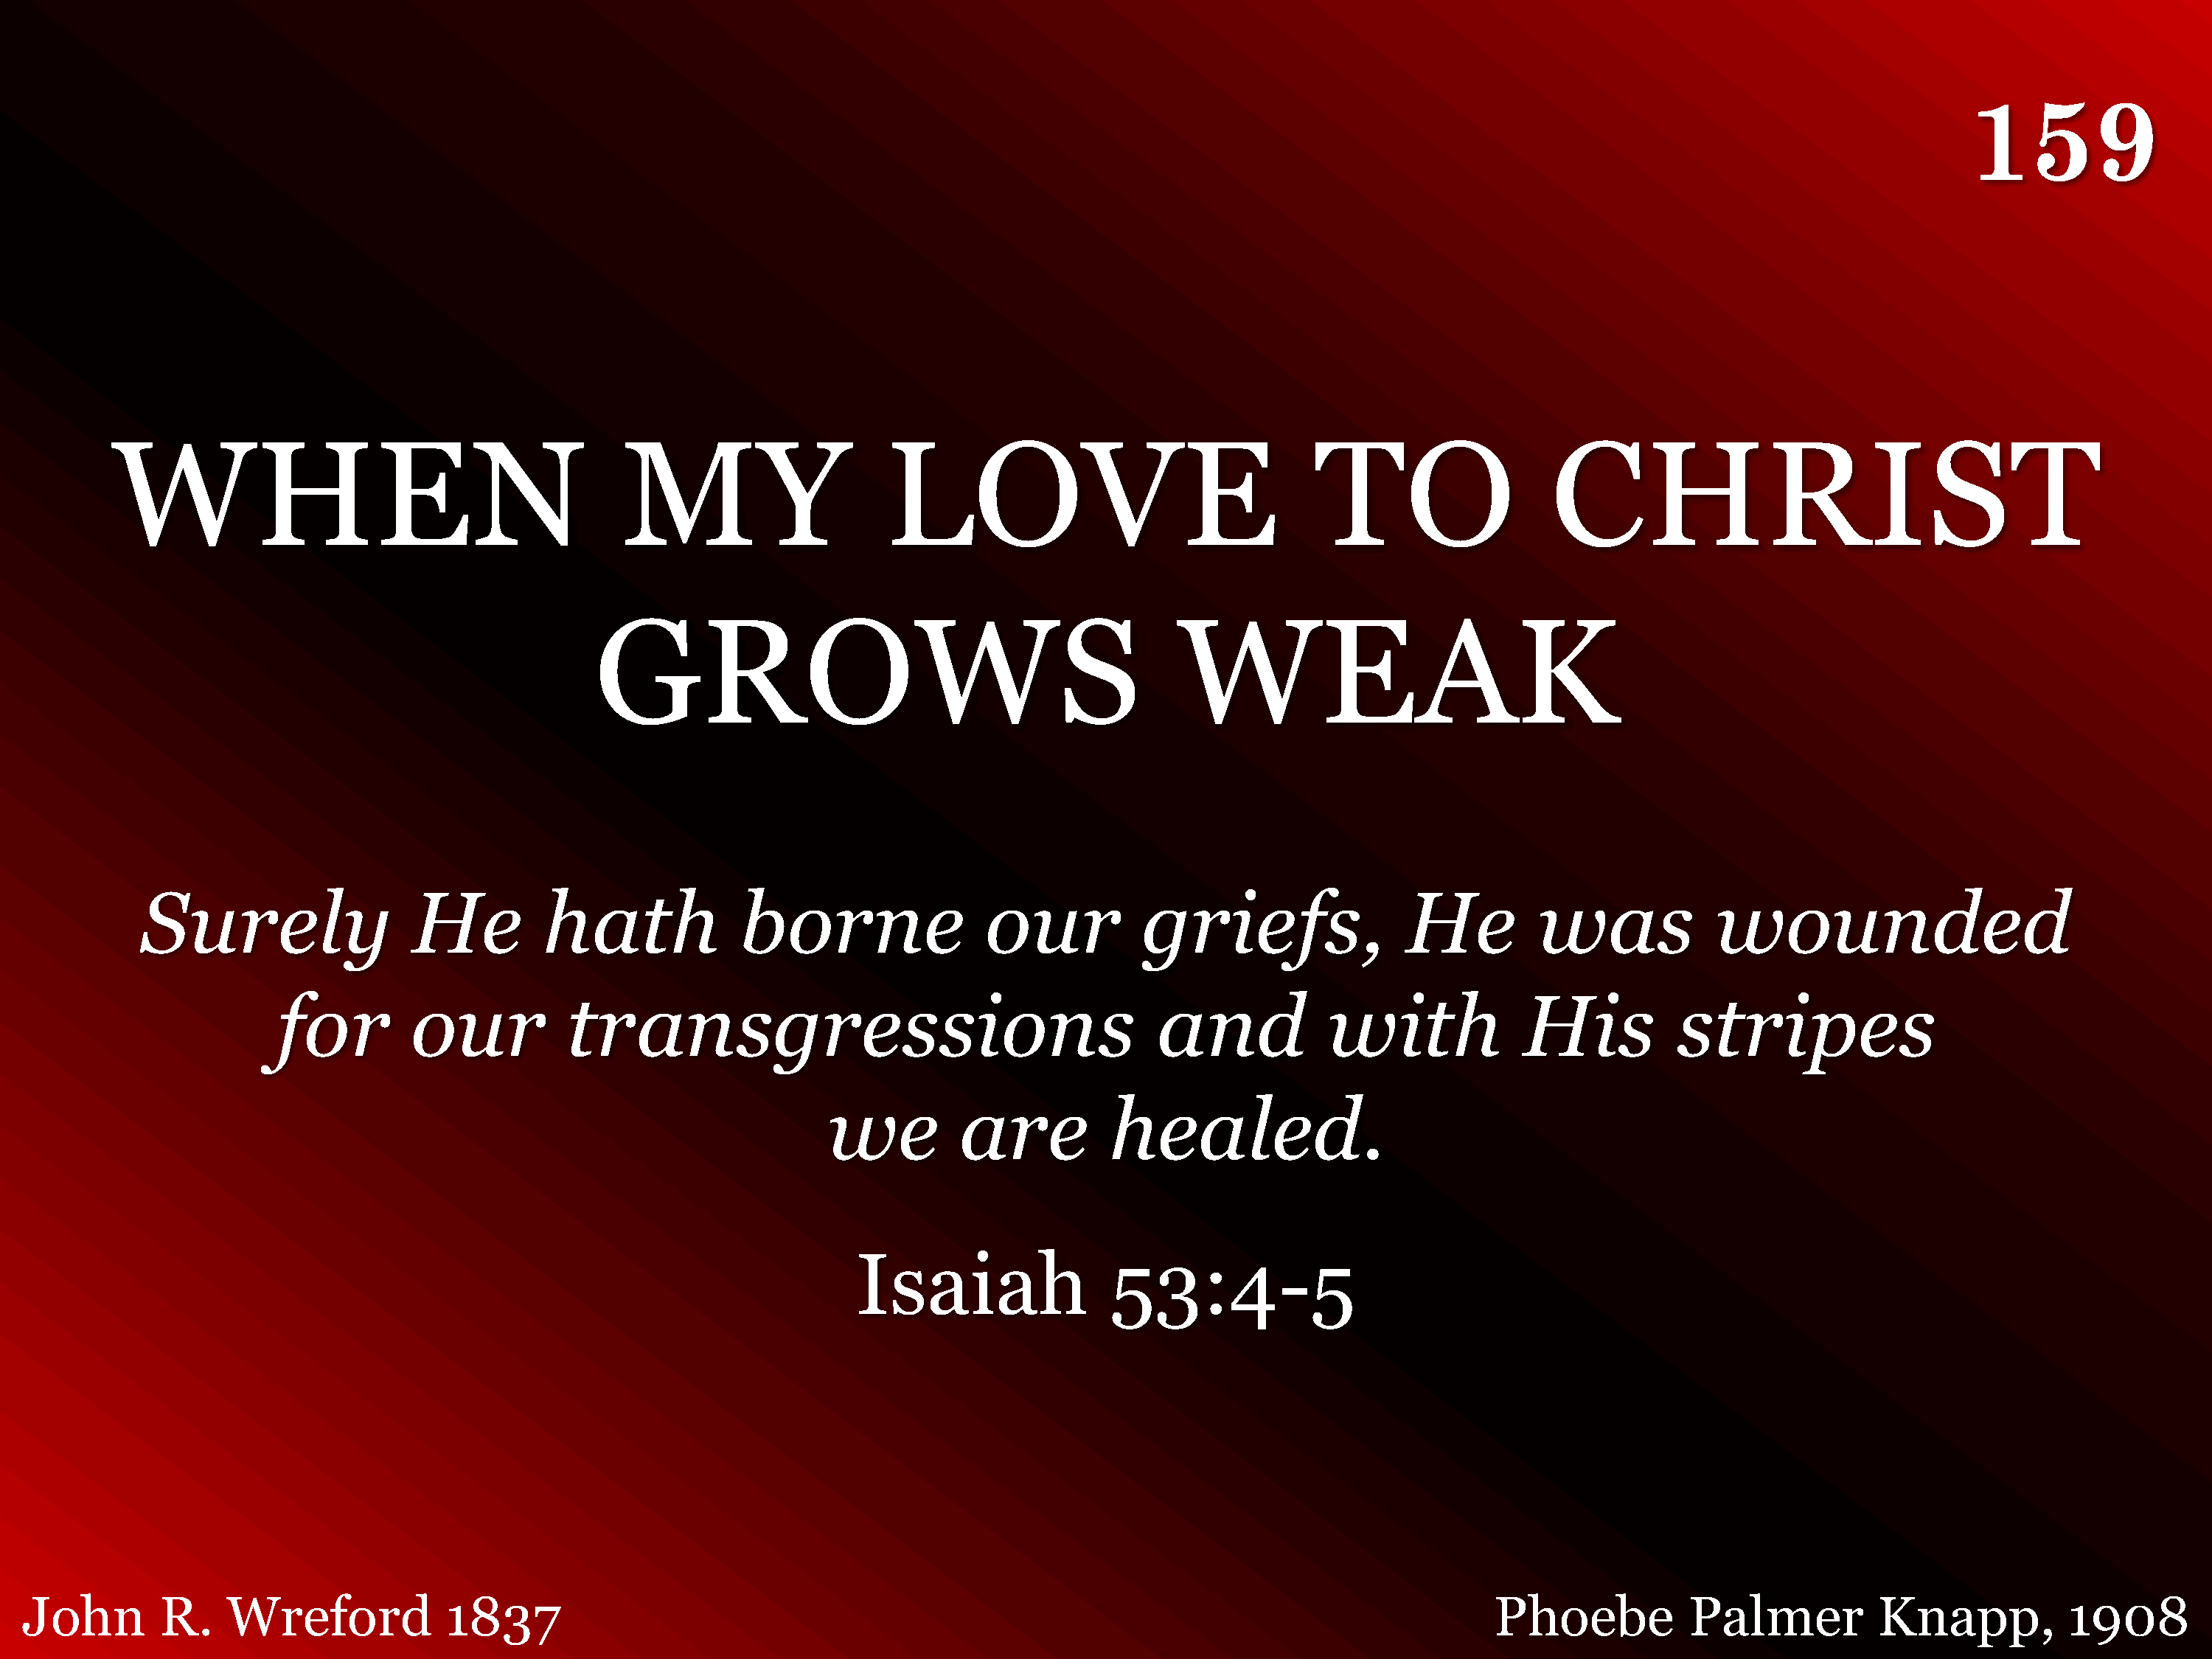 159
WHEN MY LOVE TO CHRIST
GROWS WEAK
Surely He hath borne our griefs, He was wounded
for our transgressions and with His stripes
we are healed.
Isaiah 53:4-5
John R. Wreford 1837
Phoebe Palmer Knapp, 1908